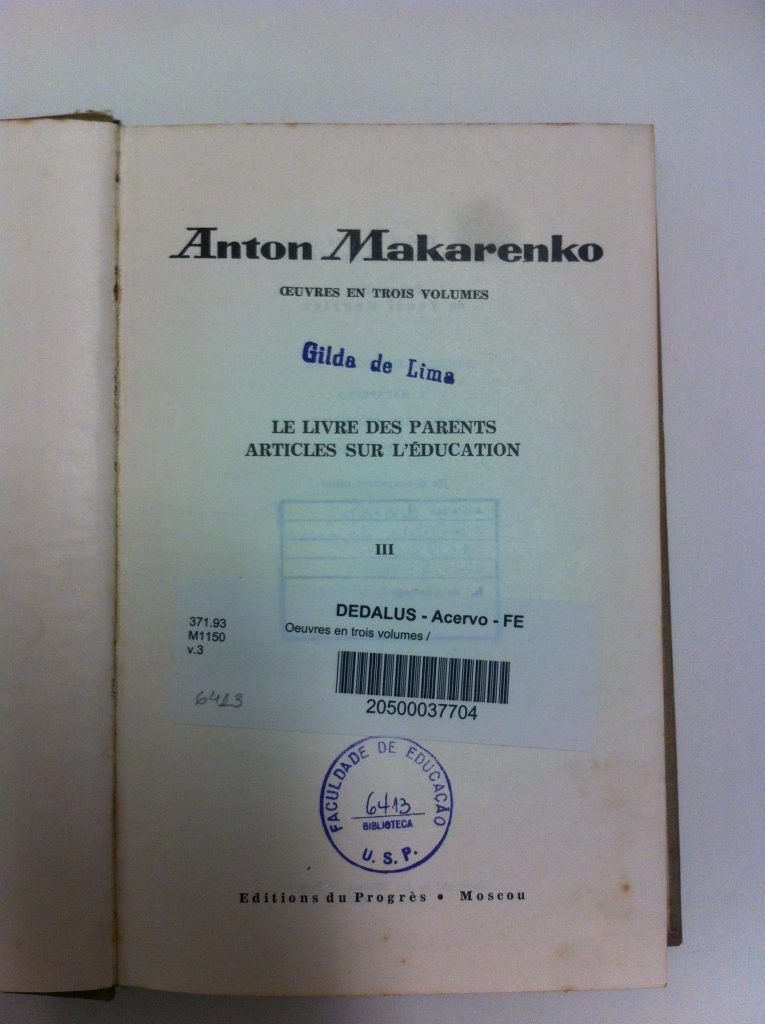 Anton Makarenko
ŒUVRES EN TROIS VOLUMES
Gilda de Lima
LE LIVRE DES PARENTS
ARTICLES SUR L'ÉDUCATION
III
371.93
M1150
v.3
DEDALUS - Acervo - FE
Oeuvres en trois volumes /
20500037704
6413
FACULDADE DE EDUCAÇÃO
6413
BIBLIOTECA
U. S. P.
Editions du Progrès • Moscou